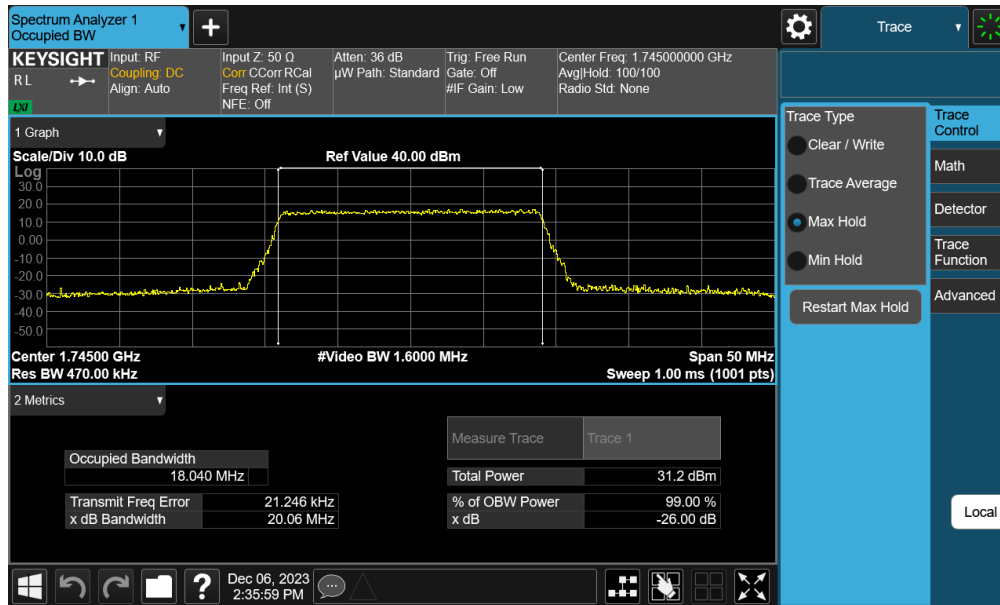 Spectrum Analyzer 1
Occupied BW
+
Trace
KEYSIGHT
R L
LXI
Input: RF
Coupling: DC
Align: Auto
Input Z: 50 Ω
Corr CCorr RCal
Freq Ref: Int (S)
NFE: Off
Atten: 36 dB
µW Path: Standard
Trig: Free Run
Gate: Off
#IF Gain: Low
Center Freq: 1.745000000 GHz
Avg|Hold: 100/100
Radio Std: None
1 Graph
Scale/Div 10.0 dB
Ref Value 40.00 dBm
Log
30.0
20.0
10.0
0.00
-10.0
-20.0
-30.0
-40.0
-50.0
Center 1.74500 GHz
#Video BW 1.6000 MHz
Span 50 MHz
Res BW 470.00 kHz
Sweep 1.00 ms (1001 pts)
2 Metrics
Measure Trace
Trace 1
Occupied Bandwidth
18.040 MHz
Total Power
31.2 dBm
Transmit Freq Error
21.246 kHz
% of OBW Power
99.00 %
x dB Bandwidth
20.06 MHz
x dB
-26.00 dB
Trace Type
Clear / Write
Trace Average
Max Hold
Min Hold
Restart Max Hold
Trace
Control
Math
Detector
Trace
Function
Advanced
Local
?
Dec 06, 2023
2:35:59 PM